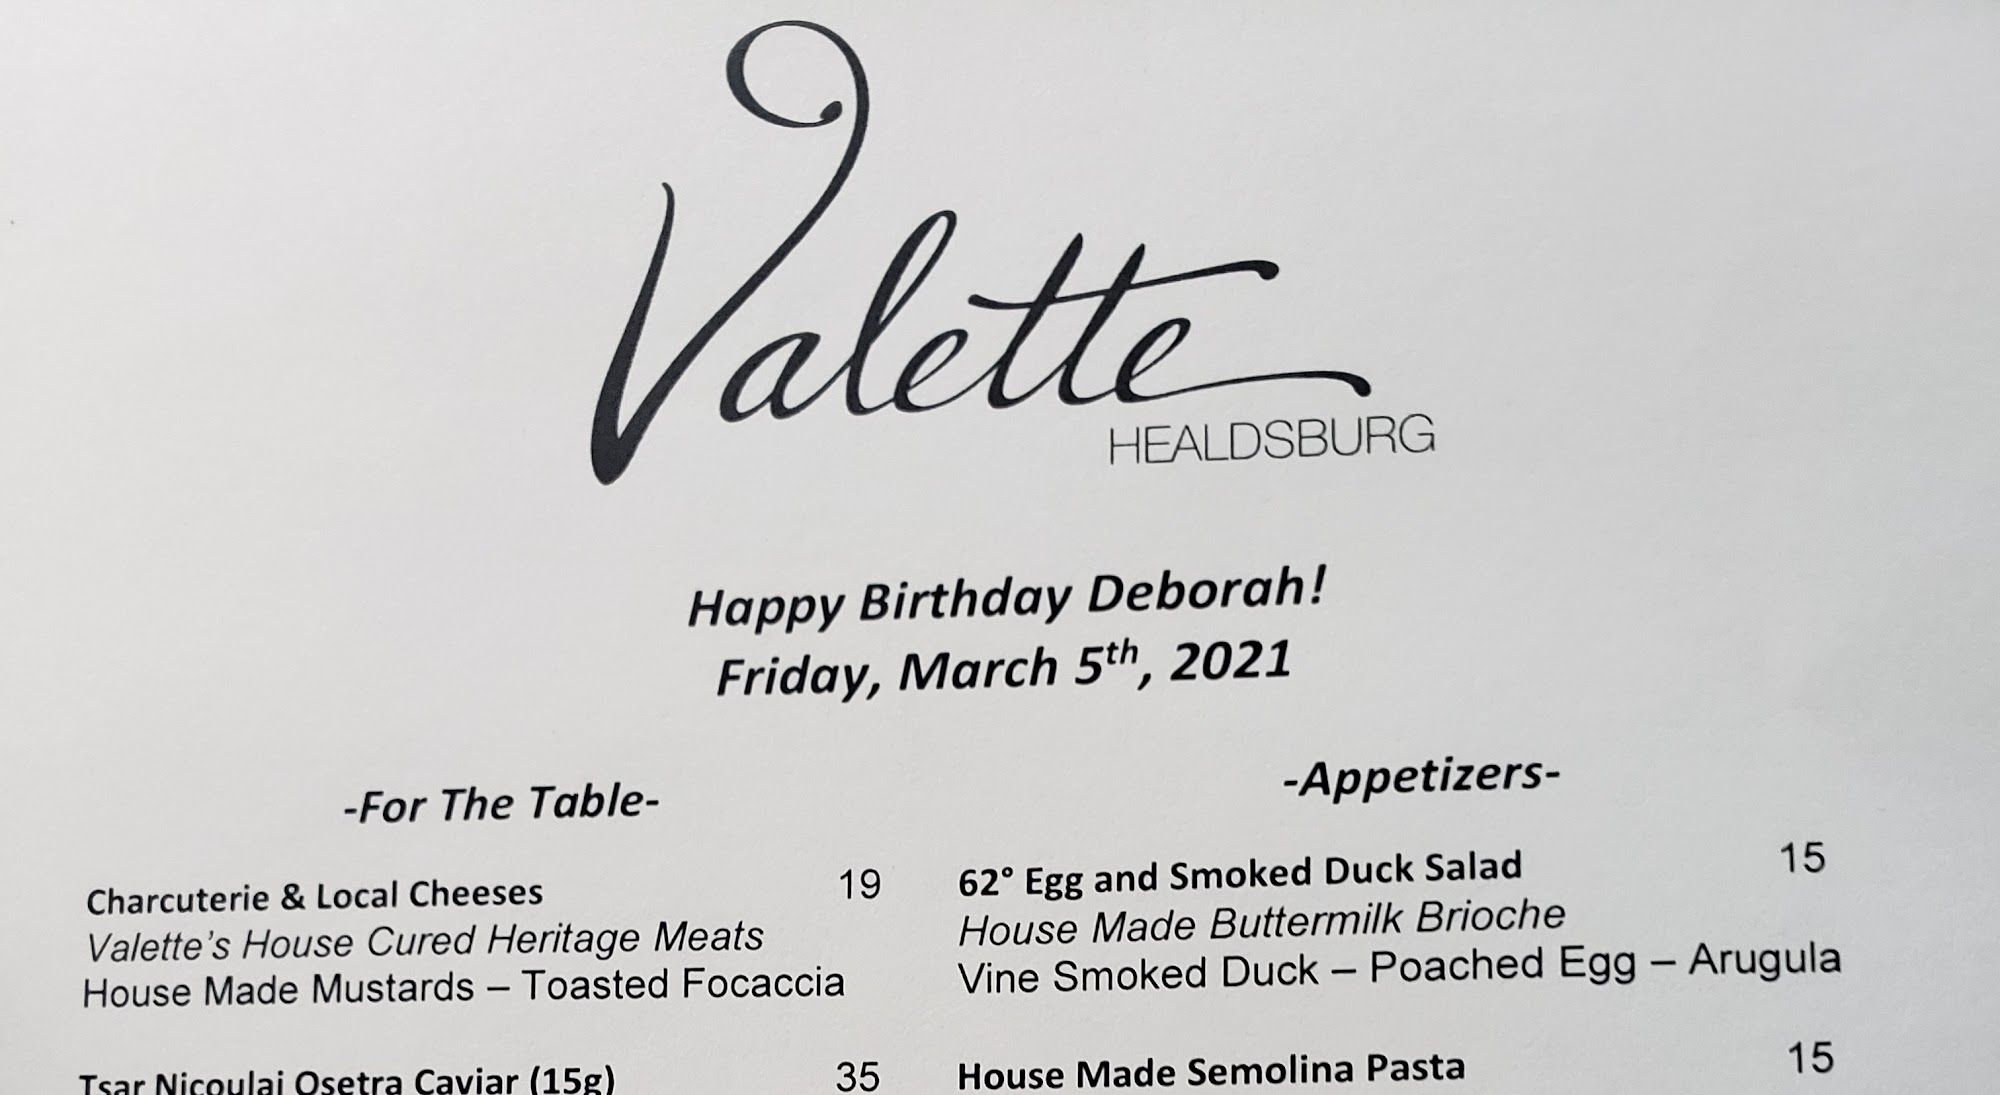 Valette
HEALDSBURG
Happy Birthday Deborah!
Friday, March 5th, 2021
-For The Table-
Charcuterie & Local Cheeses 19
Valette's House Cured Heritage Meats
House Made Mustards – Toasted Focaccia
Tsar Nicoulai Osetra Caviar (15g) 35
-Appetizers-
62° Egg and Smoked Duck Salad 15
House Made Buttermilk Brioche
Vine Smoked Duck – Poached Egg – Arugula
House Made Semolina Pasta 15